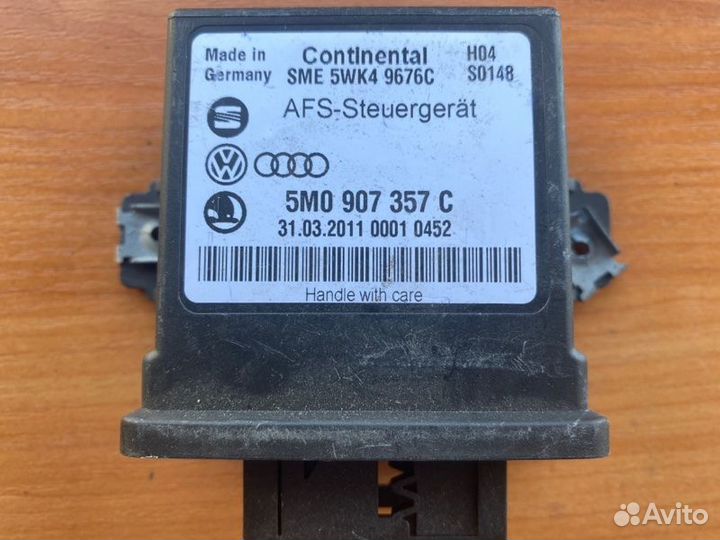 Made in Germany
Continental
SME 5WK4 9676C
H04
S0148
AFS-Steuergerät
5M0 907 357 C
31.03.2011 0001 0452
Handle with care
Avito